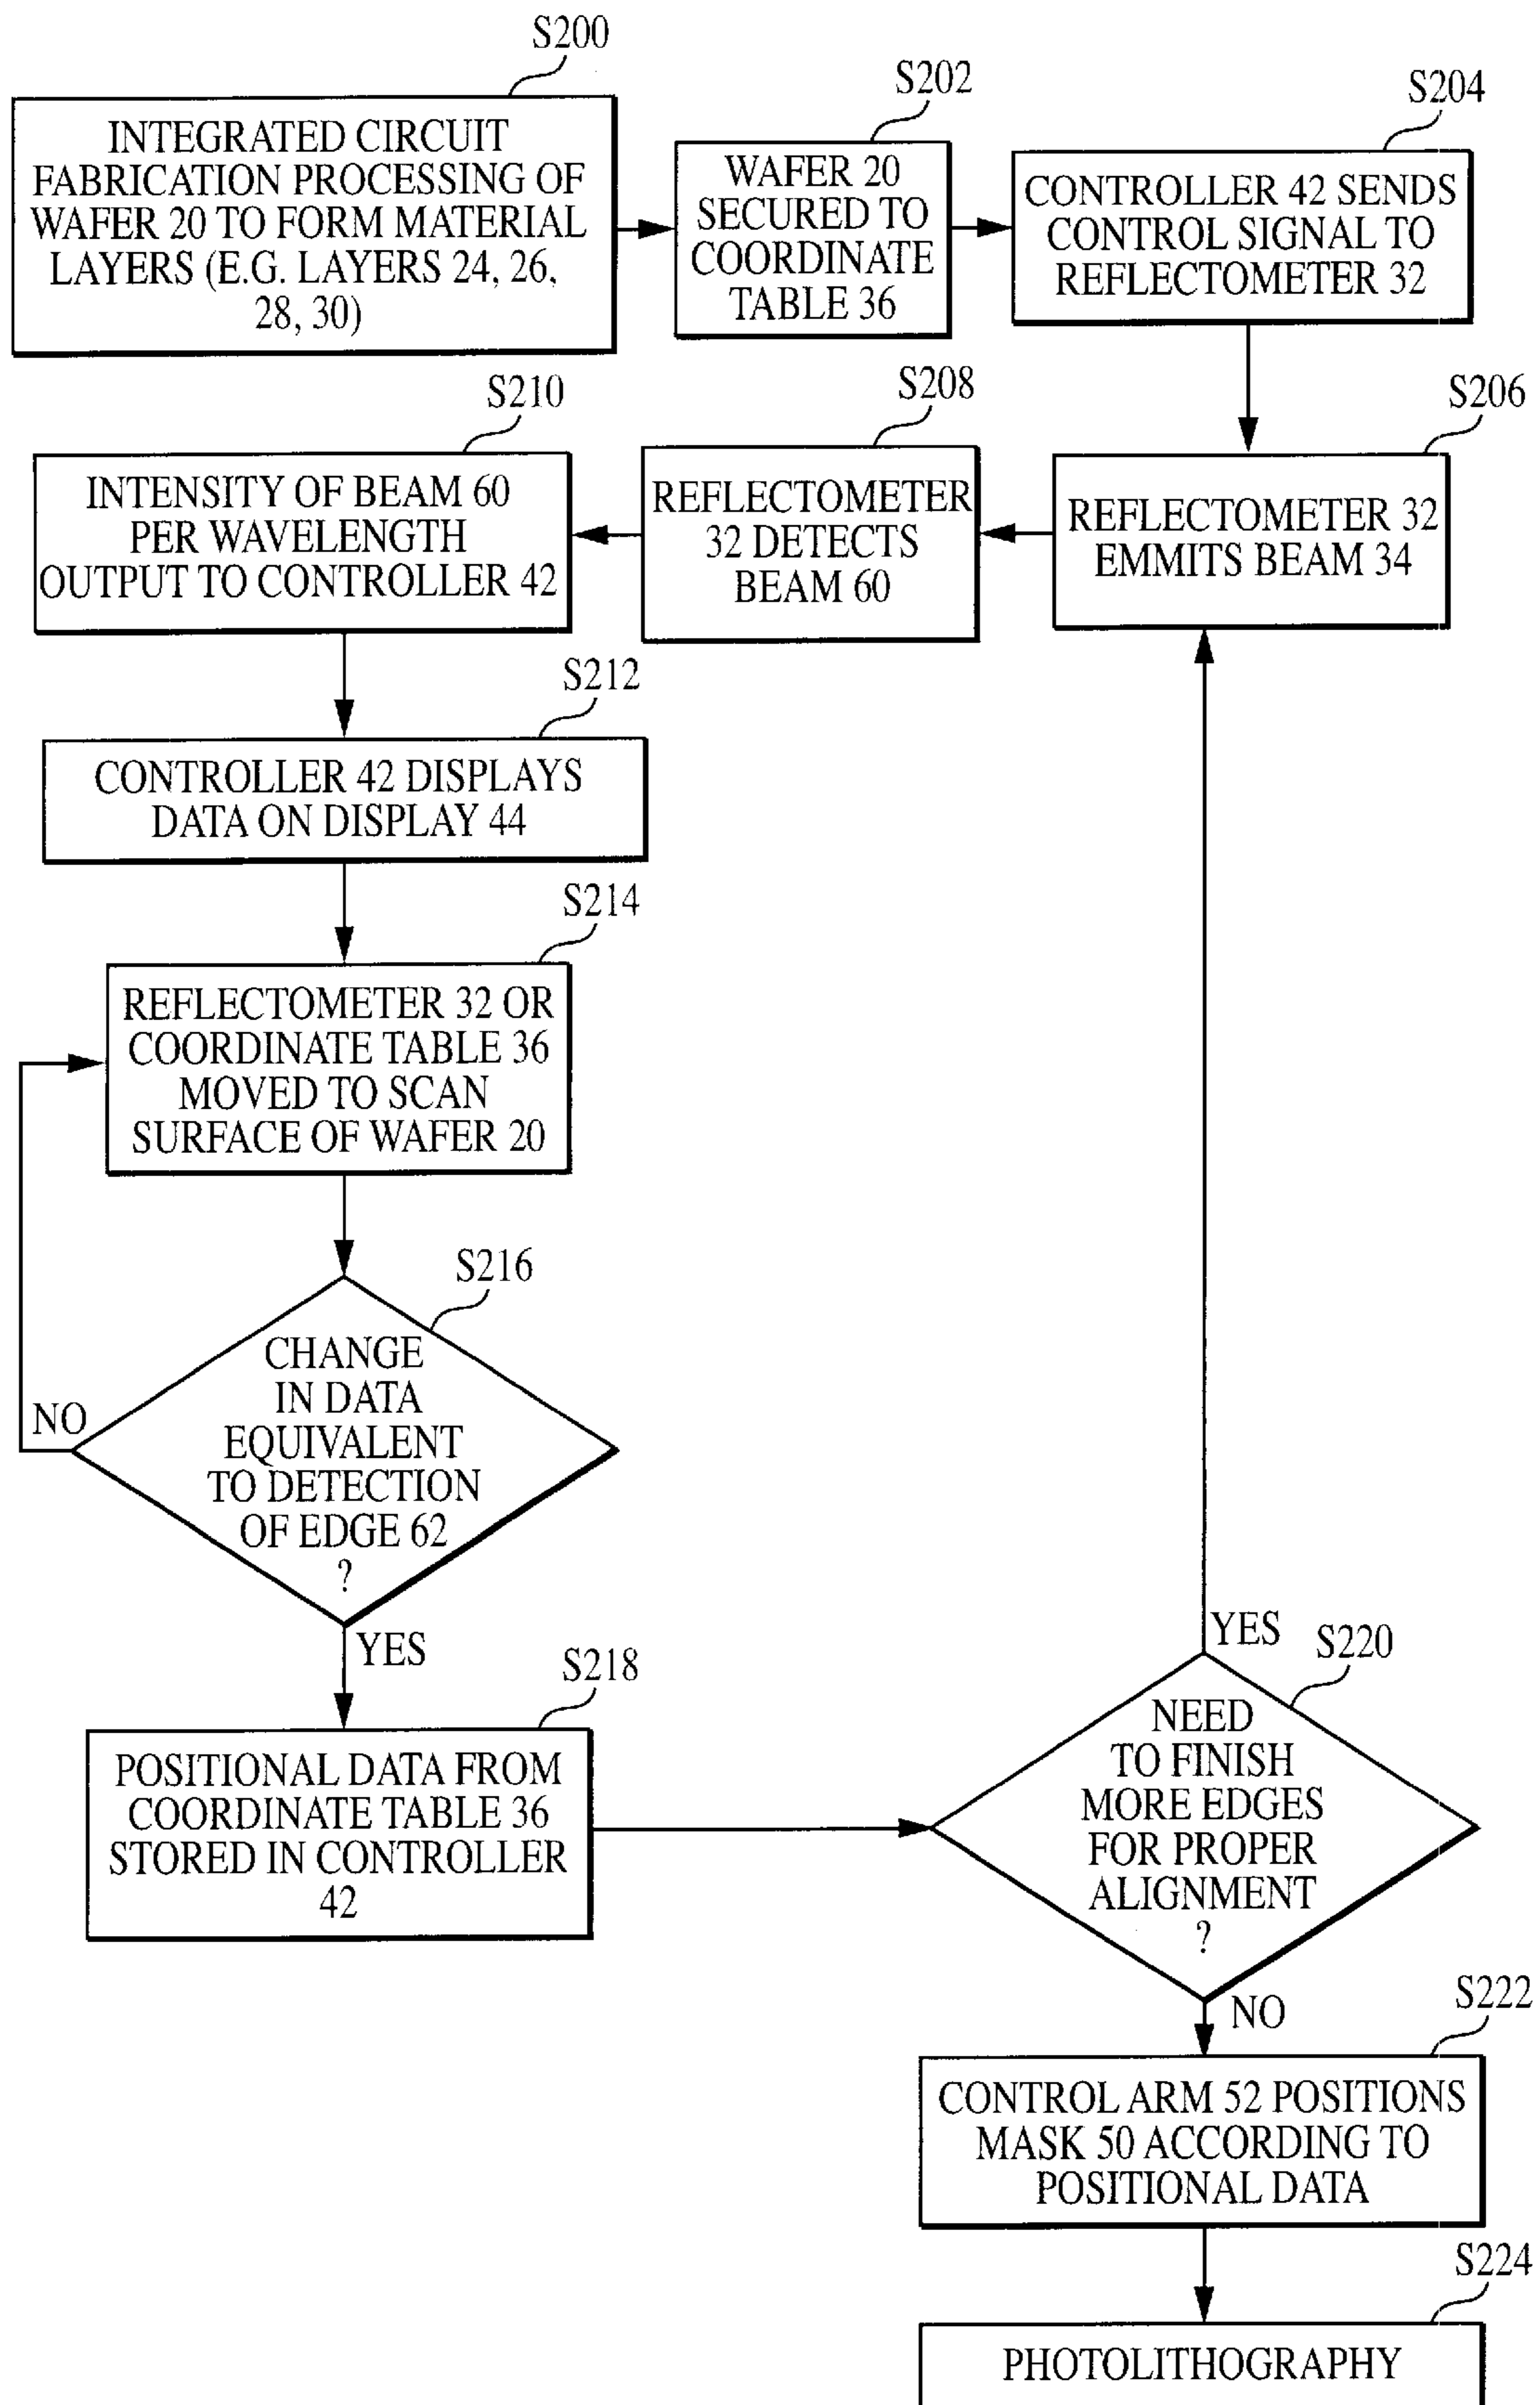 S200
INTEGRATED CIRCUIT
FABRICATION PROCESSING OF
WAFER 20 TO FORM MATERIAL
LAYERS (E.G. LAYERS 24, 26,
28, 30)
S202
WAFER 20
SECURED TO
COORDINATE
TABLE 36
S204
CONTROLLER 42 SENDS
CONTROL SIGNAL TO
REFLECTOMETER 32
S206
REFLECTOMETER 32
EMMITS BEAM 34
S208
REFLECTOMETER
32 DETECTS
BEAM 60
S210
INTENSITY OF BEAM 60
PER WAVELENGTH
OUTPUT TO CONTROLLER 42
S212
CONTROLLER 42 DISPLAYS
DATA ON DISPLAY 44
S214
REFLECTOMETER 32 OR
COORDINATE TABLE 36
MOVED TO SCAN
SURFACE OF WAFER 20
S216
CHANGE
IN DATA
EQUIVALENT
TO DETECTION
OF EDGE 62
?
NO
YES
S218
POSITIONAL DATA FROM
COORDINATE TABLE 36
STORED IN CONTROLLER
42
S220
YES
NEED
TO FINISH
MORE EDGES
FOR PROPER
ALIGNMENT
?
NO
S222
CONTROL ARM 52 POSITIONS
MASK 50 ACCORDING TO
POSITIONAL DATA
S224
PHOTOLITHOGRAPHY